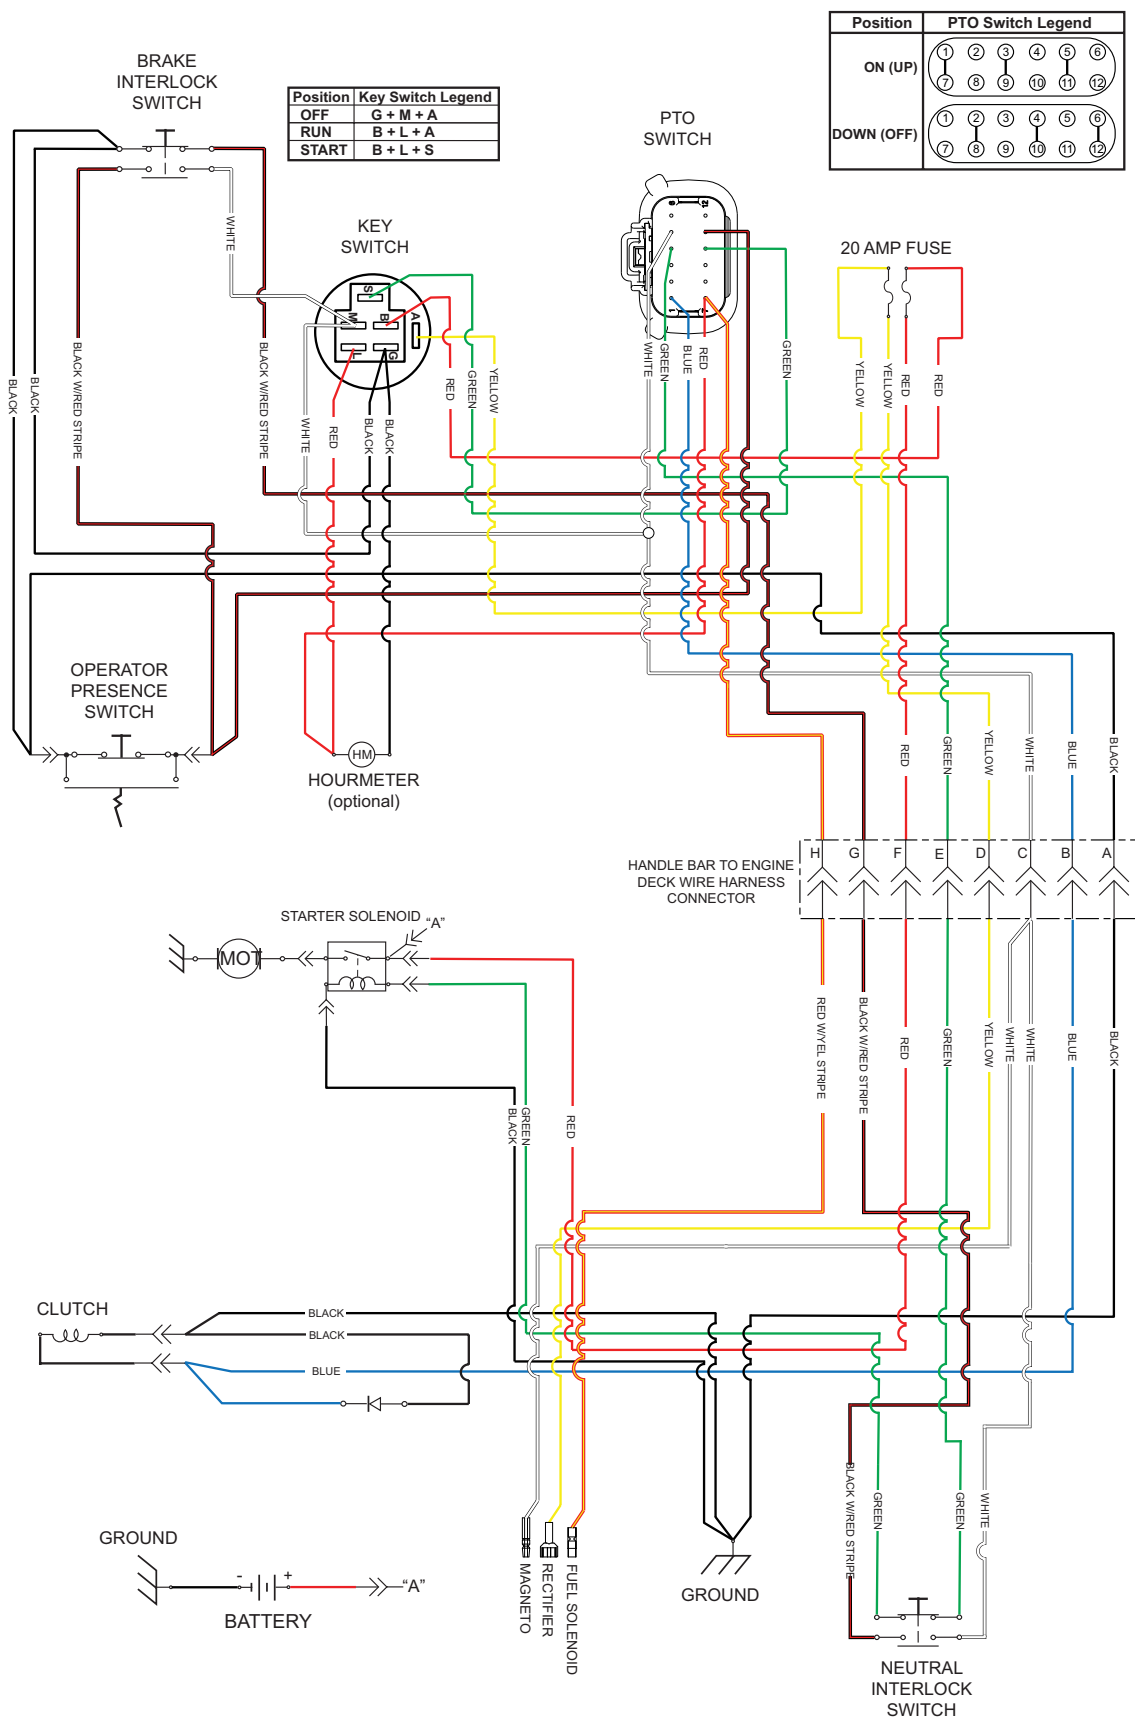 Position PTO Switch Legend
ON (UP)
1 2 3 4 5 6
7 8 9 10 11 12
DOWN (OFF)
1 2 3 4 5 6
7 8 9 10 11 12
BRAKE
INTERLOCK
SWITCH
Position Key Switch Legend
OFF G + M + A
RUN B + L + A
START B + L + S
PTO
SWITCH
KEY
SWITCH
20 AMP FUSE
S
M
B
A
L
G
6
12
1
7
WHITE
BLACK
BLACK
BLACK W/RED STRIPE
BLACK W/RED STRIPE
WHITE
RED
BLACK
BLACK
RED
GREEN
YELLOW
WHITE
GREEN
BLUE
RED
GREEN
YELLOW
YELLOW
RED
RED
OPERATOR
PRESENCE
SWITCH
HM
HOURMETER
(optional)
RED
GREEN
YELLOW
WHITE
BLUE
BLACK
HANDLE BAR TO ENGINE
DECK WIRE HARNESS
CONNECTOR
H G F E D C B A
STARTER SOLENOID
"A"
MOT
RED W/YEL STRIPE
BLACK W/RED STRIPE
RED
GREEN
YELLOW
WHITE
WHITE
BLUE
BLACK
BLACK
GREEN
RED
CLUTCH
BLACK
BLACK
BLUE
BLACK W/RED STRIPE
GREEN
GREEN
WHITE
GROUND
- +
"A"
BATTERY
MAGNETO
RECTIFIER
FUEL SOLENOID
GROUND
NEUTRAL
INTERLOCK
SWITCH